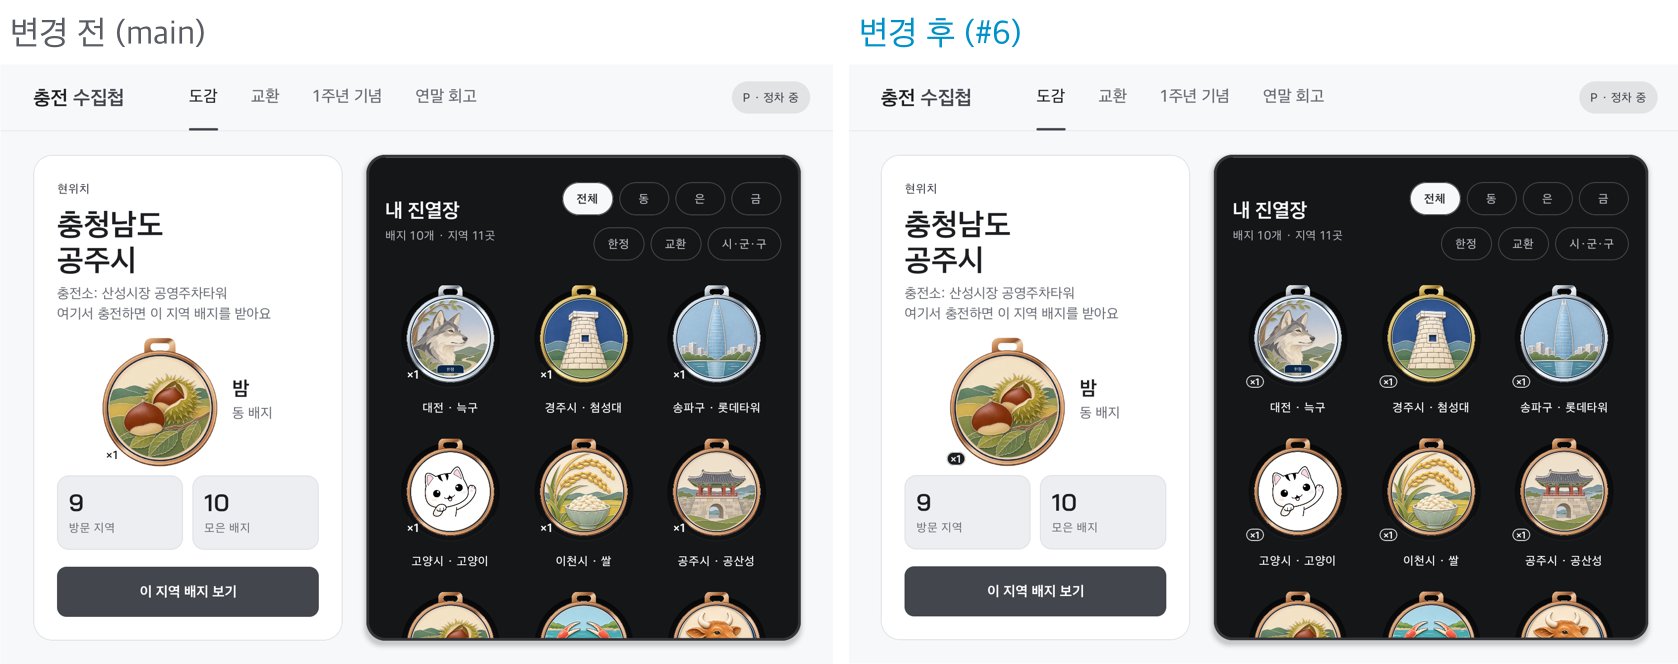 변경 전 (main)
충전 수집첩 도감 교환 1주년 기념 연말 회고 P · 정차 중
현위치
충청남도
공주시
충전소: 산성시장 공영주차타워
여기서 충전하면 이 지역 배지를 받아요
밤
동 배지
×1
9
방문 지역
10
모은 배지
이 지역 배지 보기
내 진열장
배지 10개 · 지역 11곳
전체 동 은 금
한정 교환 시·군·구
한정
×1 ×1 ×1
대전 · 늑구 경주시 · 첨성대 송파구 · 롯데타워
×1 ×1 ×1
고양시 · 고양이 이천시 · 쌀 공주시 · 공산성
변경 후 (#6)
충전 수집첩 도감 교환 1주년 기념 연말 회고 P · 정차 중
현위치
충청남도
공주시
충전소: 산성시장 공영주차타워
여기서 충전하면 이 지역 배지를 받아요
밤
동 배지
×1
9
방문 지역
10
모은 배지
이 지역 배지 보기
내 진열장
배지 10개 · 지역 11곳
전체 동 은 금
한정 교환 시·군·구
한정
×1 ×1 ×1
대전 · 늑구 경주시 · 첨성대 송파구 · 롯데타워
×1 ×1 ×1
고양시 · 고양이 이천시 · 쌀 공주시 · 공산성